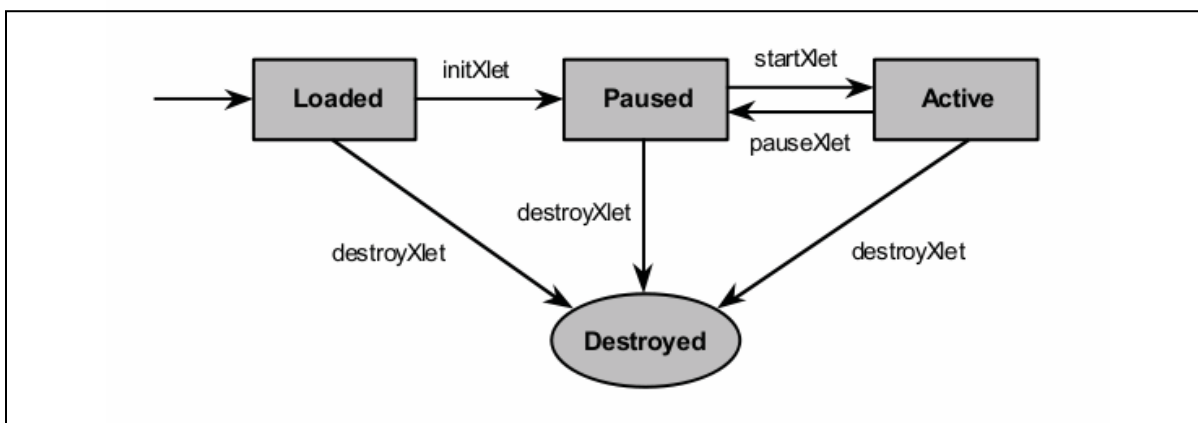 startXlet
initXlet
Loaded
Paused
Active
pauseXlet
destroyXlet
destroyXlet
destroyXlet
Destroyed